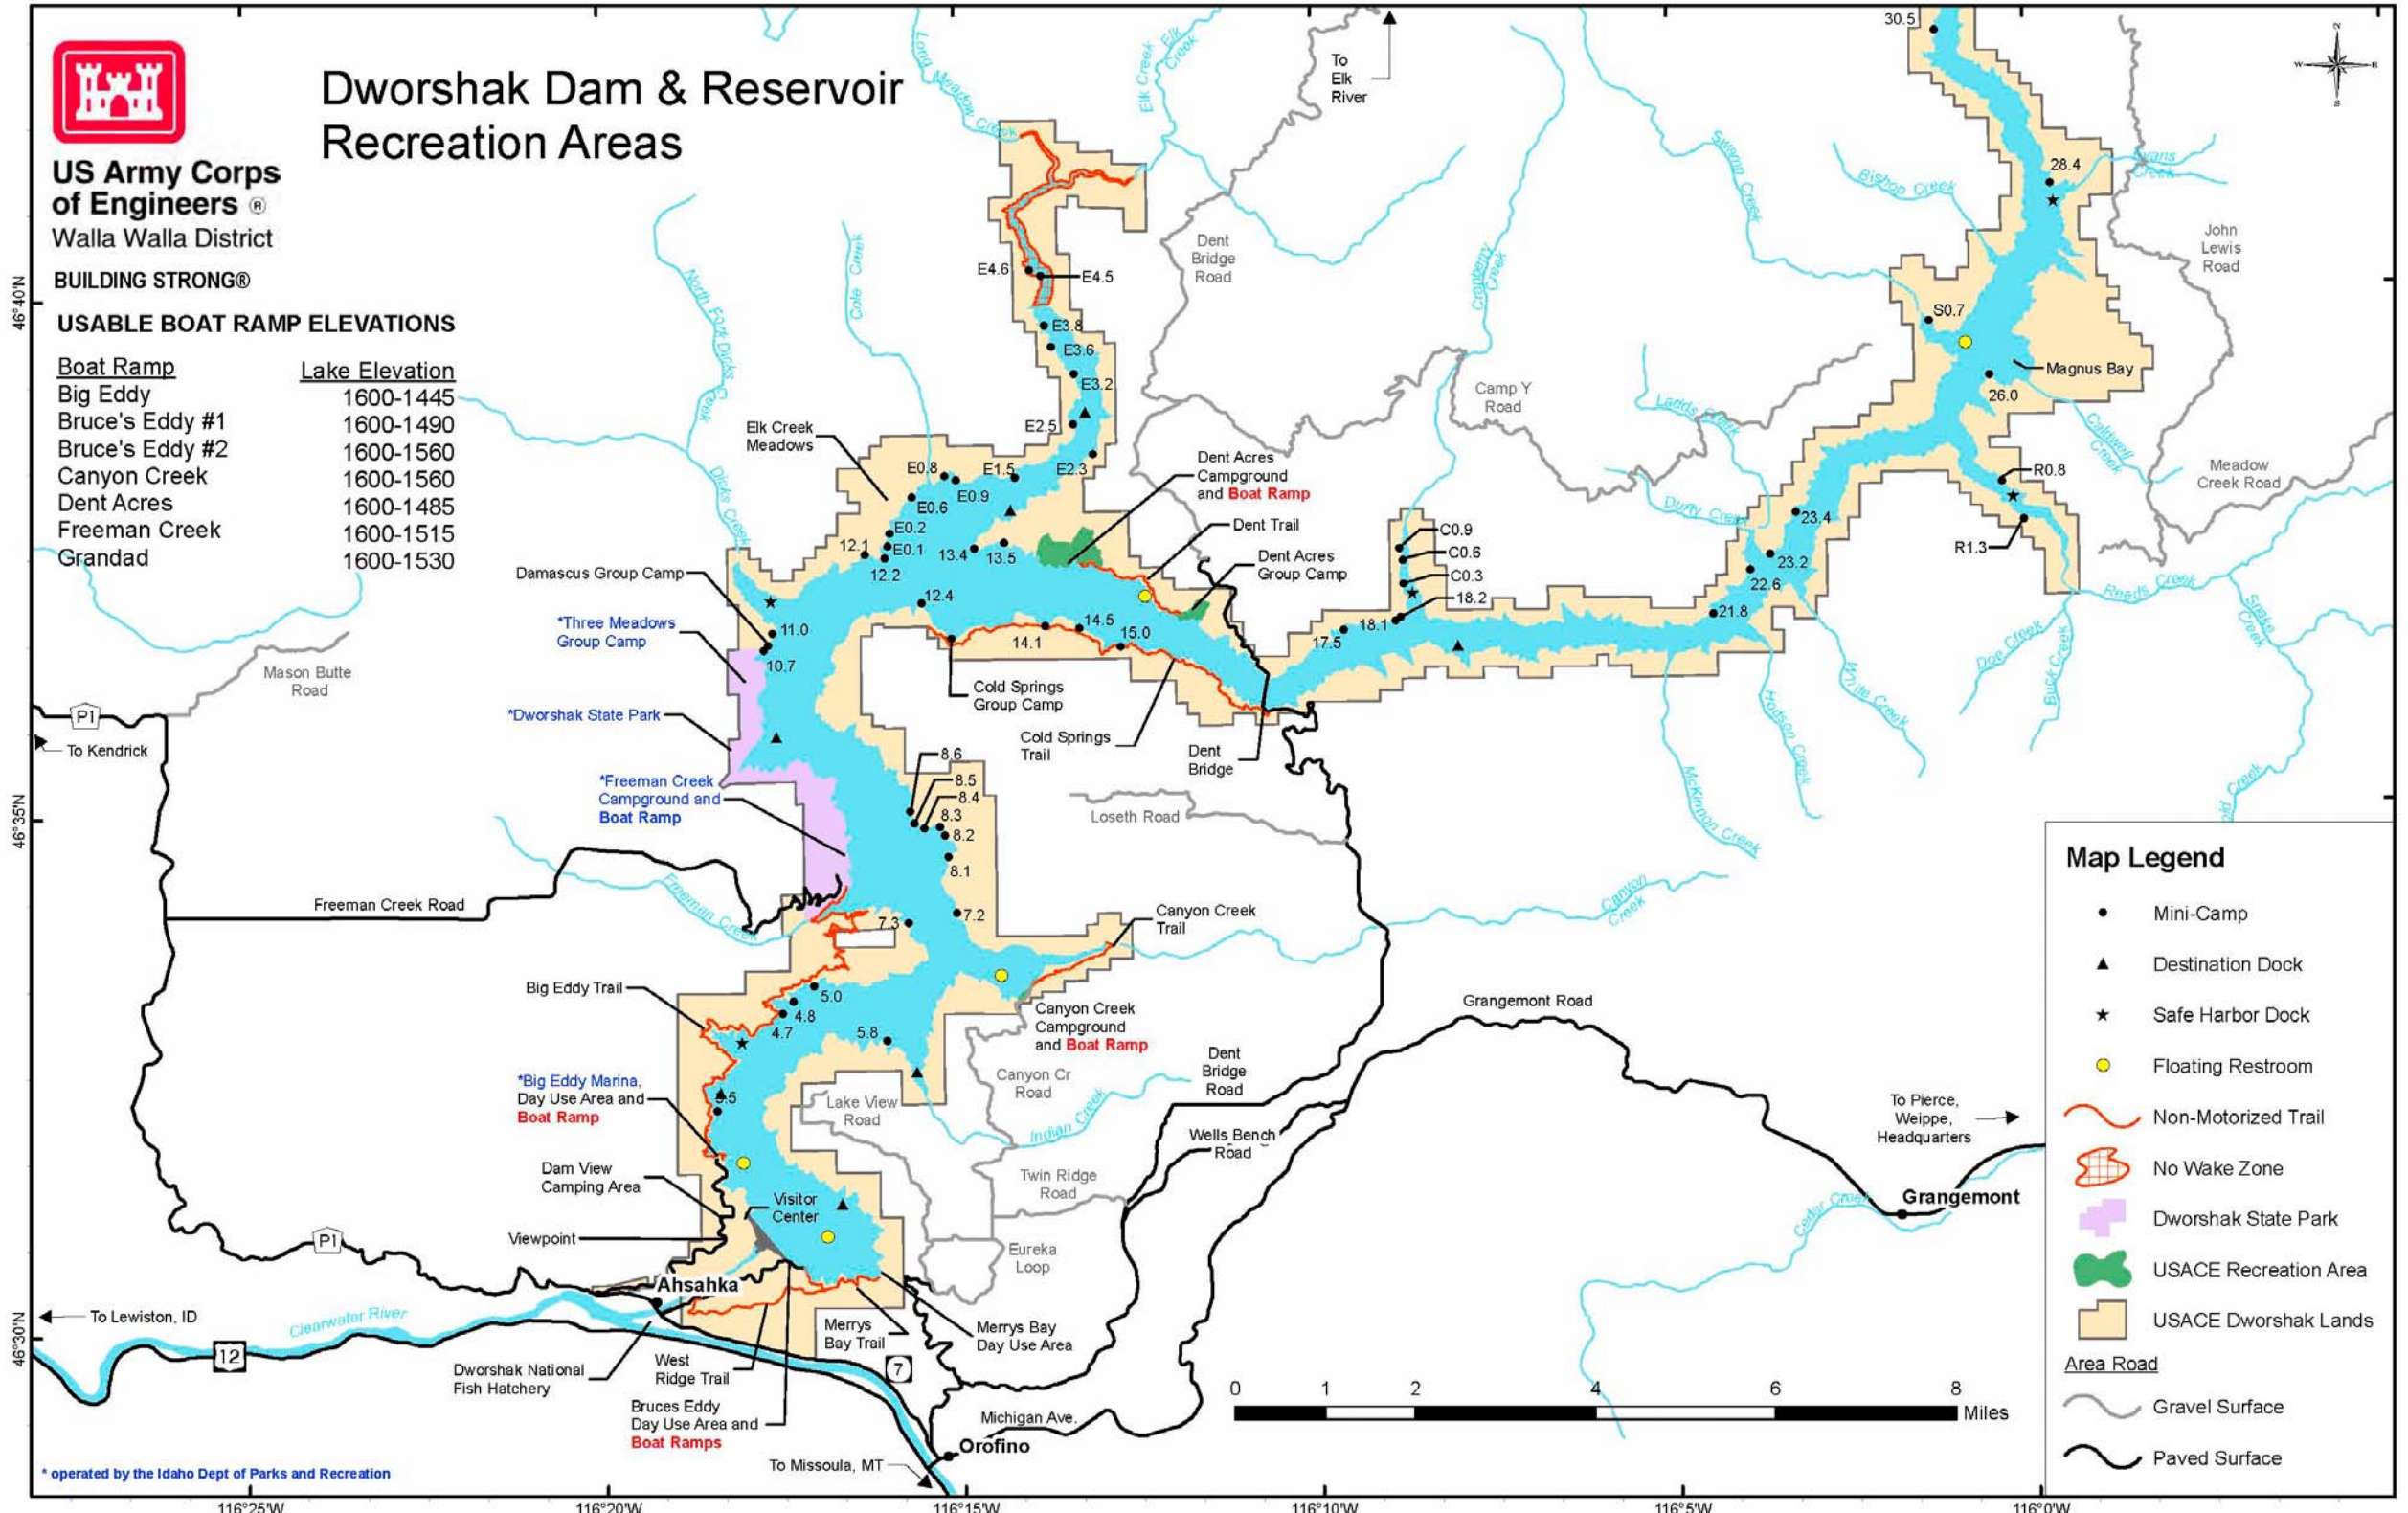 Dworshak Dam & Reservoir
Recreation Areas
US Army Corps
of Engineers ®
Walla Walla District
BUILDING STRONG®
USABLE BOAT RAMP ELEVATIONS
Boat Ramp Lake Elevation
Big Eddy 1600-1445
Bruce's Eddy #1 1600-1490
Bruce's Eddy #2 1600-1560
Canyon Creek 1600-1560
Dent Acres 1600-1485
Freeman Creek 1600-1515
Grandad 1600-1530
Long Meadow Creek
Elk Creek
Elk
Creek
To
Elk
River
30.5
N
W
E
S
28.4
Evans
Creek
Swamp Creek
Bishop Creek
John
Lewis
Road
Dent
Bridge
Road
Cranberry
Creek
North Fork Dicks Creek
Cole Creek
E4.6
E4.5
E3.8
E3.6
E3.2
E2.5
E2.3
S0.7
Magnus Bay
26.0
Camp Y
Road
Ladds Creek
Caldwell
Creek
Meadow
Creek Road
Elk Creek
Meadows
E0.8
E1.5
E0.9
E0.6
E0.2
E0.1
12.1
12.2
13.4
13.5
Dicks Creek
Dent Acres
Campground
and Boat Ramp
Dent Trail
Dent Acres
Group Camp
C0.9
C0.6
C0.3
18.2
18.1
17.5
Durry Creek
23.4
23.2
22.6
21.8
R0.8
R1.3
Reeds Creek
Snake
Creek
Doe Creek
Buck Creek
White Creek
Hodson Creek
McKinnon Creek
Damascus Group Camp
*Three Meadows
Group Camp
11.0
10.7
12.4
14.1
14.5
15.0
Mason Butte
Road
P1
To Kendrick
*Dworshak State Park
Cold Springs
Group Camp
Cold Springs
Trail
Dent
Bridge
*Freeman Creek
Campground and
Boat Ramp
8.6
8.5
8.4
8.3
8.2
8.1
Loseth Road
Freeman Creek Road
Freeman Creek
7.3
7.2
Canyon Creek
Trail
Canyon
Creek
Big Eddy Trail
5.0
4.8
4.7
5.8
Canyon Creek
Campground
and Boat Ramp
Grangemont Road
*Big Eddy Marina,
Day Use Area and
Boat Ramp
Lake View
Road
Canyon Cr
Road
Indian Creek
Dent
Bridge
Road
Wells Bench
Road
To Pierce,
Weippe,
Headquarters
Dam View
Camping Area
Visitor
Center
Viewpoint
Twin Ridge
Road
Eureka
Loop
Grangemont
Cedar Creek
P1
Ahsahka
To Lewiston, ID
Clearwater River
12
Dworshak National
Fish Hatchery
West
Ridge Trail
Merrys
Bay Trail
Merrys Bay
Day Use Area
7
Bruces Eddy
Day Use Area and
Boat Ramps
Michigan Ave.
Orofino
To Missoula, MT
* operated by the Idaho Dept of Parks and Recreation
0 1 2 4 6 8
Miles
Map Legend
Mini-Camp
Destination Dock
Safe Harbor Dock
Floating Restroom
Non-Motorized Trail
No Wake Zone
Dworshak State Park
USACE Recreation Area
USACE Dworshak Lands
Area Road
Gravel Surface
Paved Surface
46°40'N
46°35'N
46°30'N
116°25'W 116°20'W 116°15'W 116°10'W 116°5'W 116°0'W